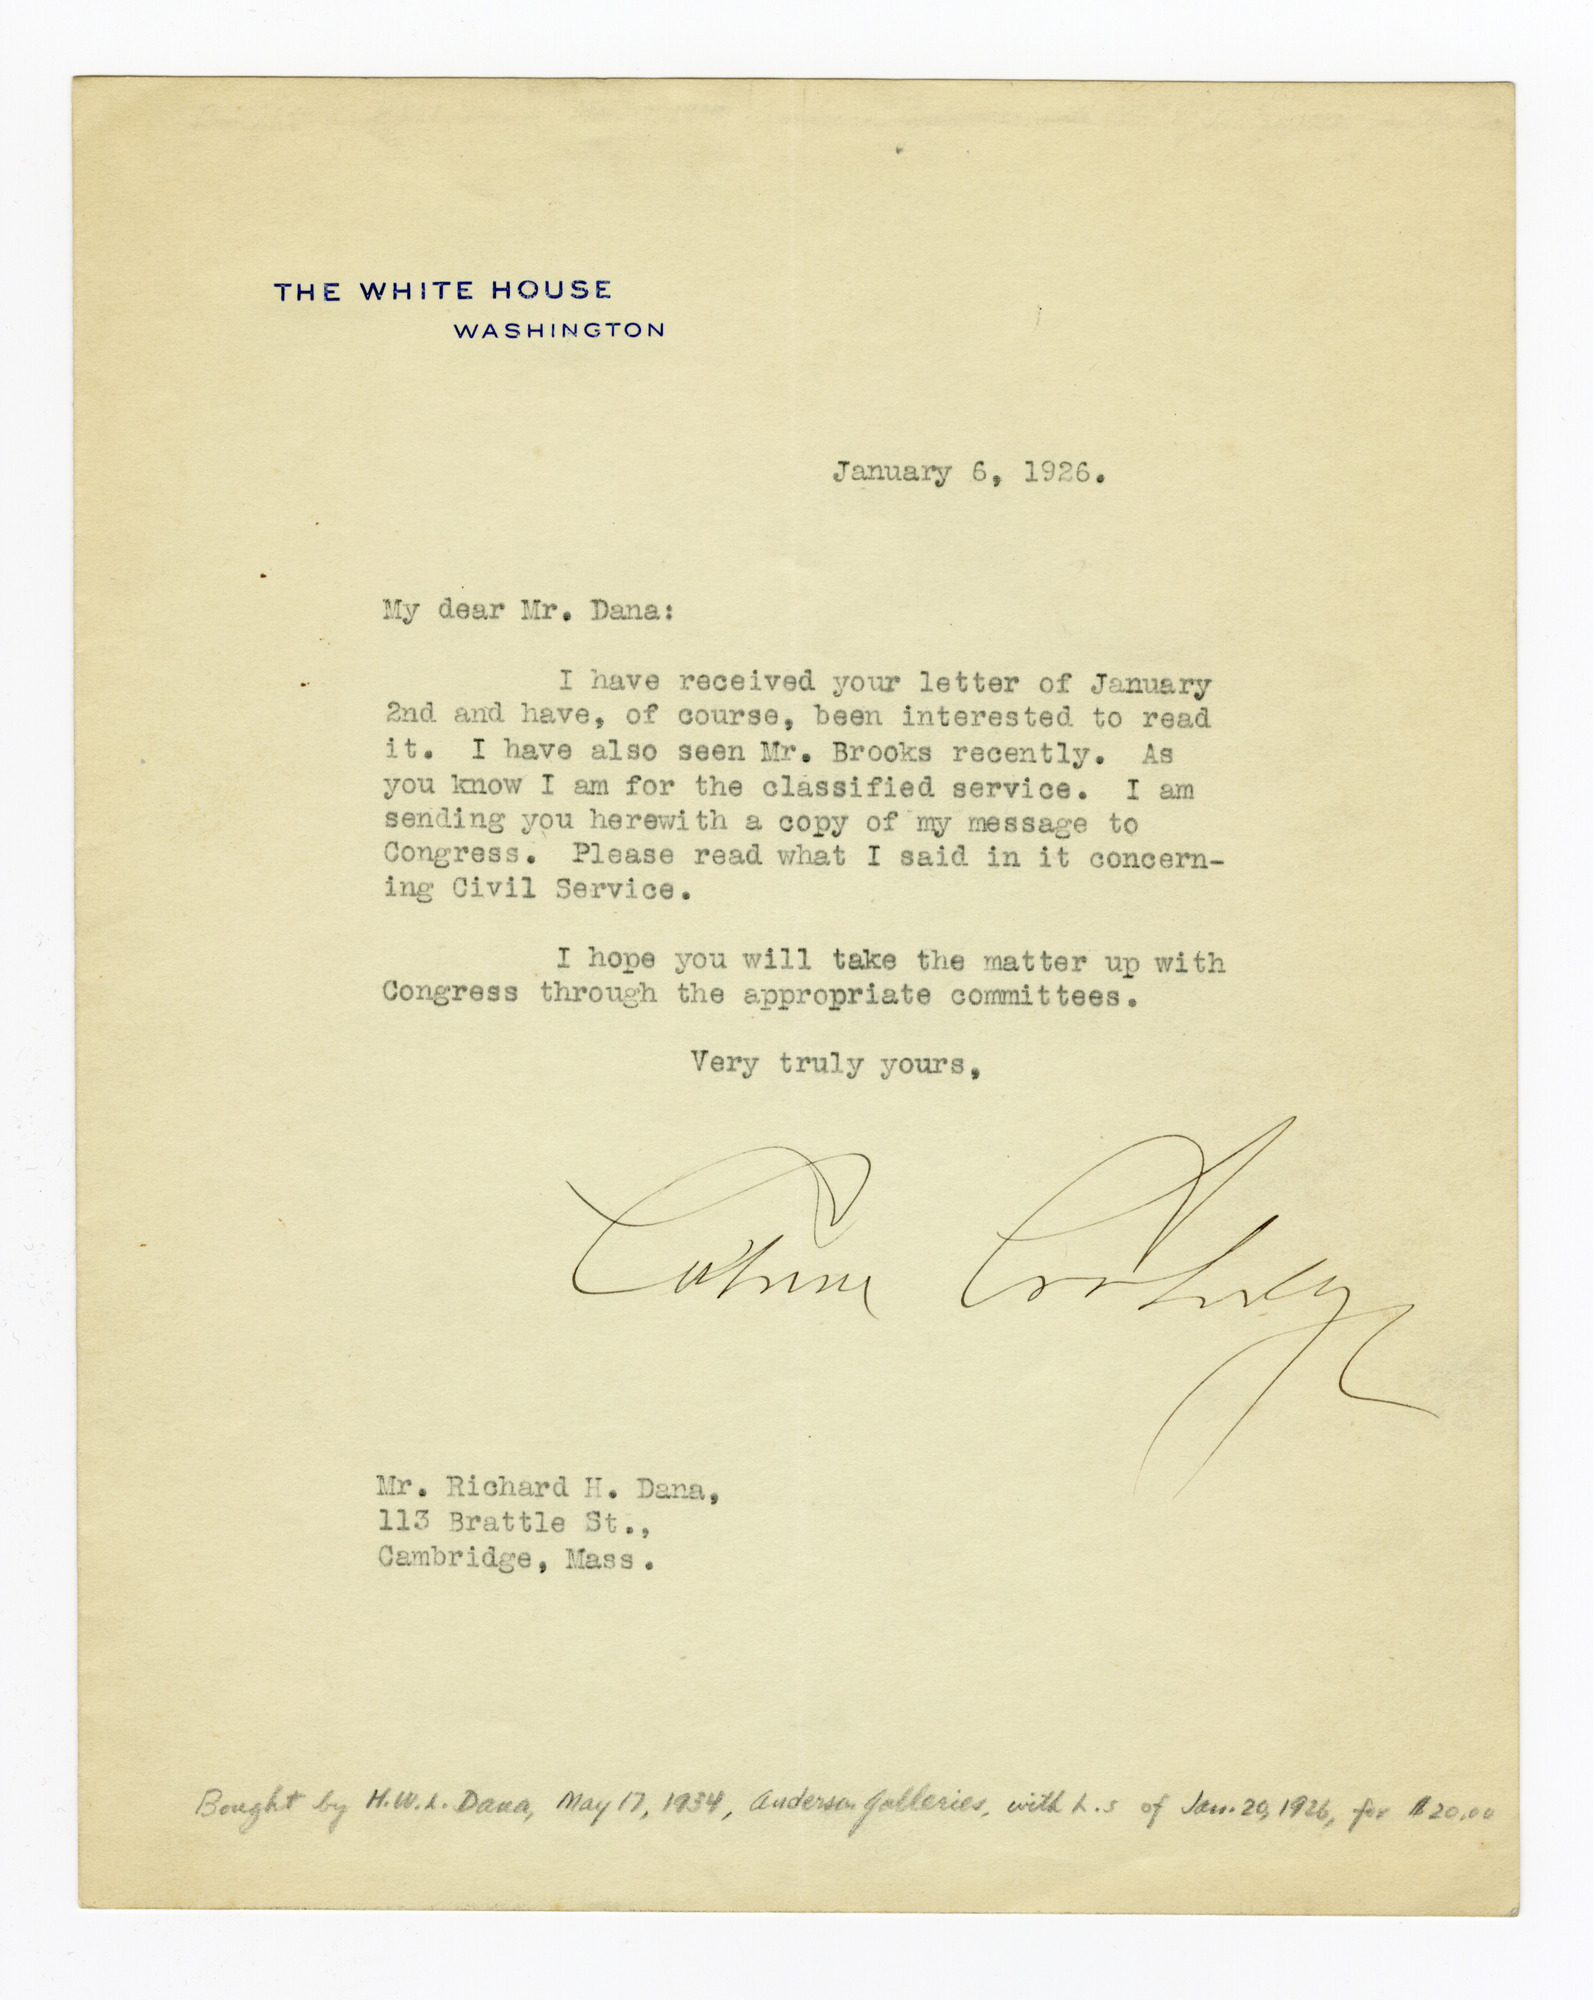 THE WHITE HOUSE
WASHINGTON
January 6, 1926.
My dear Mr. Dana:
I have received your letter of January
2nd and have, of course, been interested to read
it. I have also seen Mr. Brooks recently. As
you know I am for the classified service. I am
sending you herewith a copy of my message to
Congress. Please read what I said in it concern-
ing Civil Service.
I hope you will take the matter up with
Congress through the appropriate committees.
Very truly yours,
Calvin Coolidge
Mr. Richard H. Dana,
113 Brattle St.,
Cambridge, Mass.
Bought by H.W.L. Dana, May 17, 1934, Anderson Galleries, with L.S of Jan. 20, 1926, for $20.00